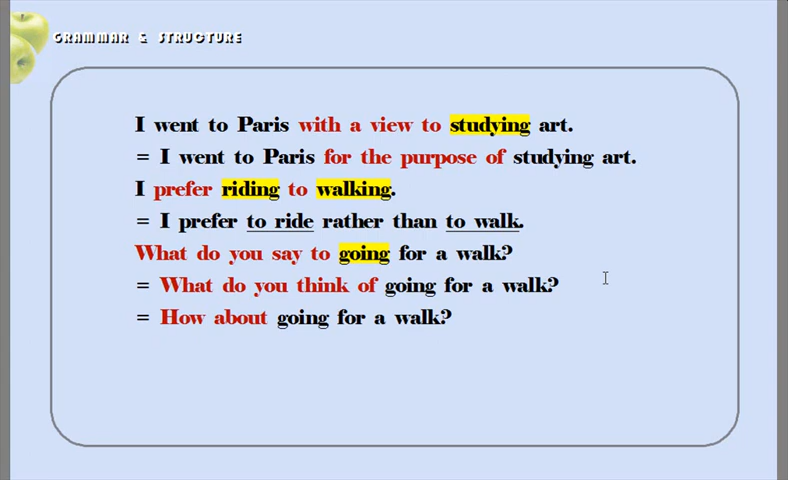 GRAMMAR & STRUCTURE
I went to Paris with a view to studying art.
= I went to Paris for the purpose of studying art.
I prefer riding to walking.
= I prefer to ride rather than to walk.
What do you say to going for a walk?
= What do you think of going for a walk?
= How about going for a walk?